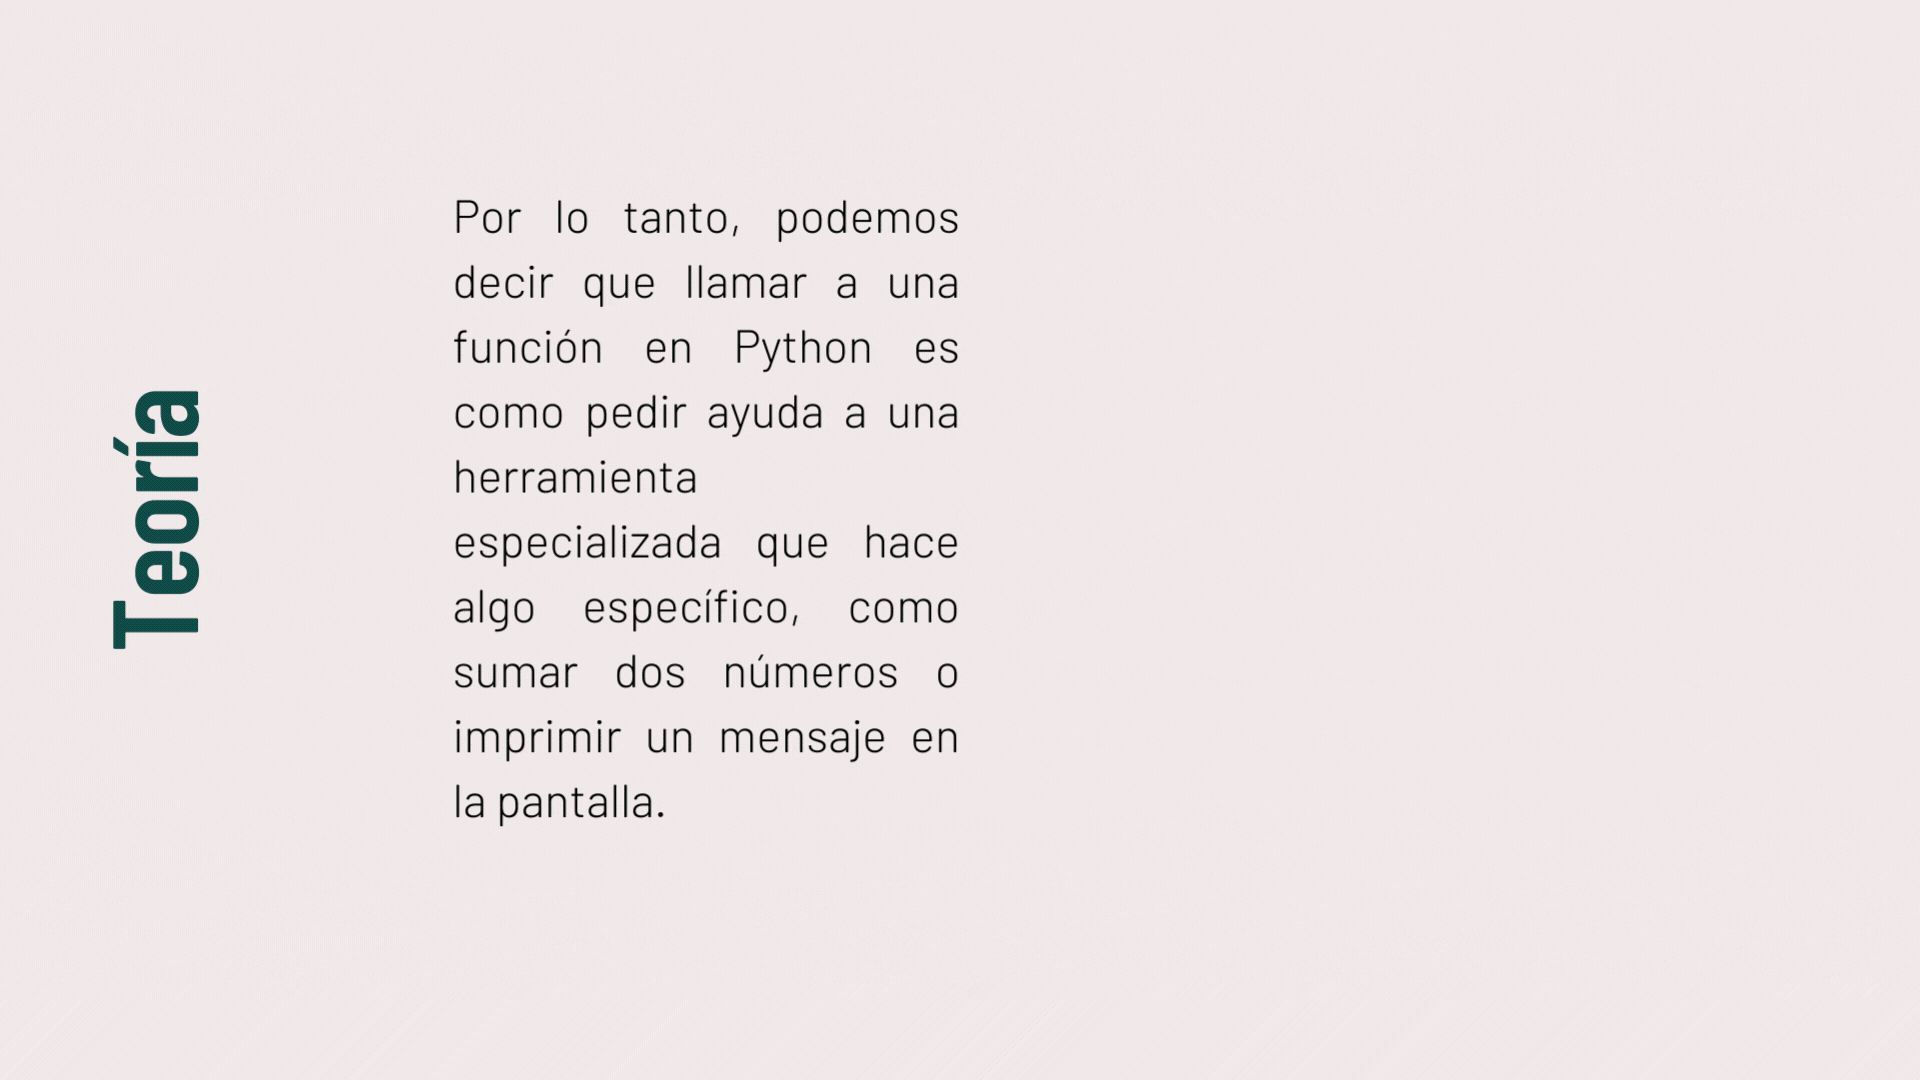 Teoría
Por lo tanto, podemos
decir que llamar a una
función en Python es
como pedir ayuda a una
herramienta
especializada que hace
algo específico, como
sumar dos números o
imprimir un mensaje en
la pantalla.